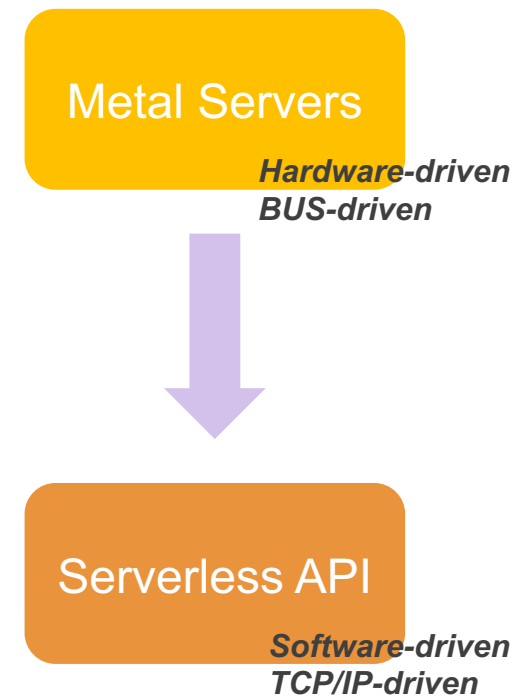 Metal Servers
Hardware-driven
BUS-driven
Serverless API
Software-driven
TCP/IP-driven